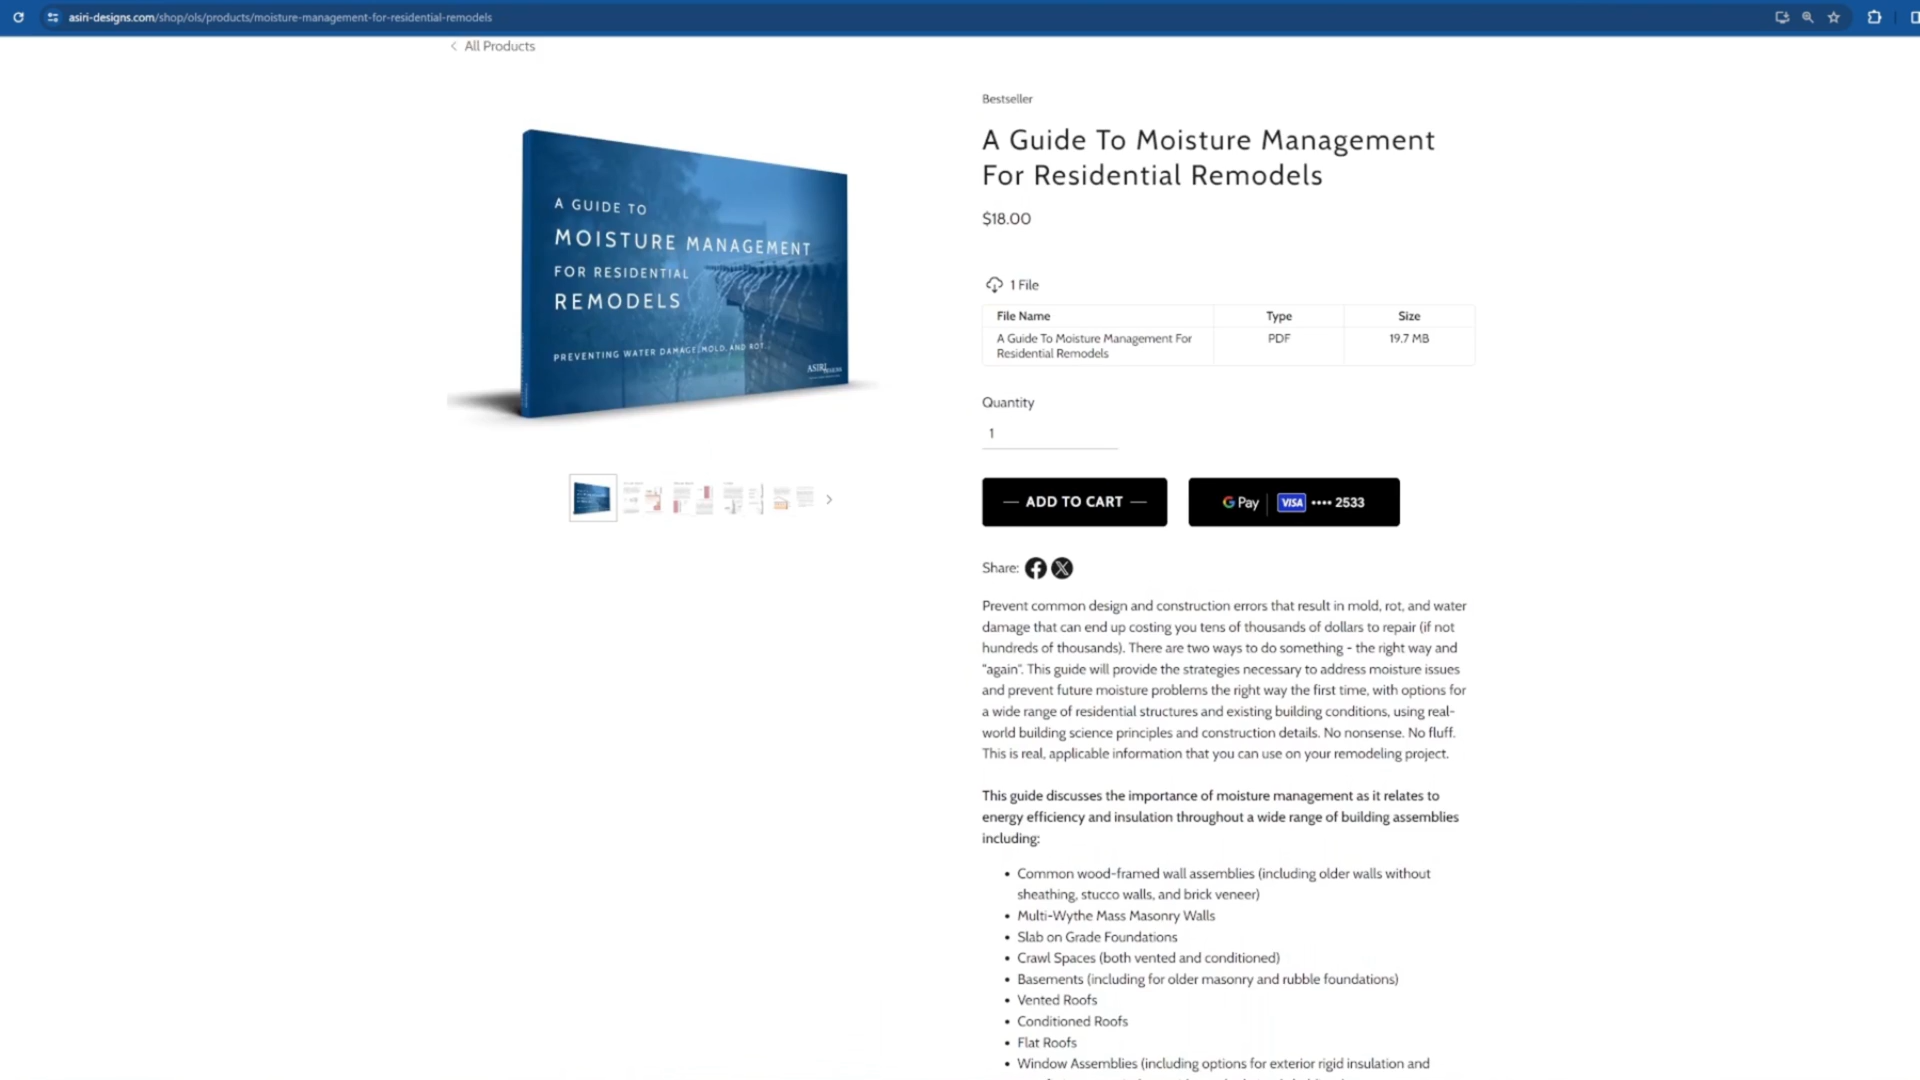 asiri-designs.com/shop/ols/products/moisture-management-for-residential-remodels
All Products
A GUIDE TO
MOISTURE MANAGEMENT
FOR RESIDENTIAL
REMODELS
PREVENTING WATER DAMAGE, MOLD, AND ROT
ASIRI
Bestseller
A Guide To Moisture Management
For Residential Remodels
$18.00
1 File
File Name Type Size
A Guide To Moisture Management For PDF 19.7 MB
Residential Remodels
Quantity
1
ADD TO CART
G Pay VISA •••• 2533
Share:
Prevent common design and construction errors that result in mold, rot, and water
damage that can end up costing you tens of thousands of dollars to repair (if not
hundreds of thousands). There are two ways to do something - the right way and
"again". This guide will provide the strategies necessary to address moisture issues
and prevent future moisture problems the right way the first time, with options for
a wide range of residential structures and existing building conditions, using real-
world building science principles and construction details. No nonsense. No fluff.
This is real, applicable information that you can use on your remodeling project.
This guide discusses the importance of moisture management as it relates to
energy efficiency and insulation throughout a wide range of building assemblies
including:
• Common wood-framed wall assemblies (including older walls without
sheathing, stucco walls, and brick veneer)
• Multi-Wythe Mass Masonry Walls
• Slab on Grade Foundations
• Crawl Spaces (both vented and conditioned)
• Basements (including for older masonry and rubble foundations)
• Vented Roofs
• Conditioned Roofs
• Flat Roofs
• Window Assemblies (including options for exterior rigid insulation and